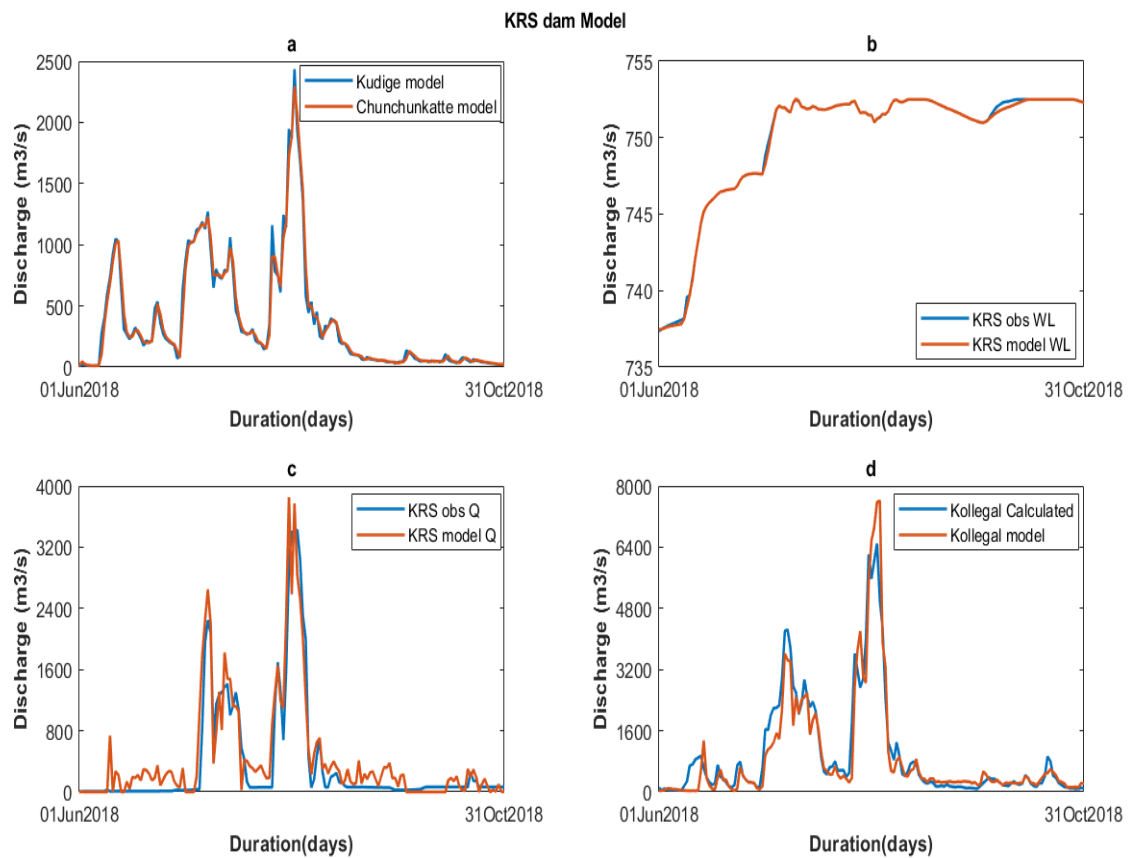 KRS dam Model
a
2500
2000
1500
1000
500
0
Discharge (m3/s)
Kudige model
Chunchunkatte model
01Jun2018
31Oct2018
Duration(days)
b
755
750
745
740
735
Discharge (m3/s)
KRS obs WL
KRS model WL
01Jun2018
31Oct2018
Duration(days)
c
4000
3200
2400
1600
800
0
Discharge (m3/s)
KRS obs Q
KRS model Q
01Jun2018
31Oct2018
Duration(days)
d
8000
6400
4800
3200
1600
0
Discharge (m3/s)
Kollegal Calculated
Kollegal model
01Jun2018
31Oct2018
Duration(days)